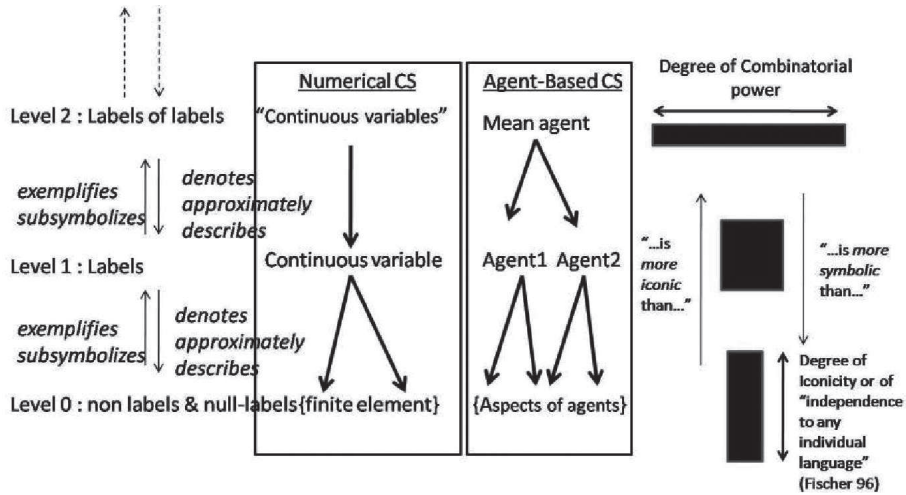 Numerical CS
Agent-Based CS
Degree of Combinatorial
power
Level 2 : Labels of labels
“Continuous variables”
Mean agent
exemplifies
subsymbolizes
denotes
approximately
describes
Level 1 : Labels
Continuous variable
Agent1 Agent2
“...is
more
iconic
than...”
“...is more
symbolic
than...”
exemplifies
subsymbolizes
denotes
approximately
describes
Level 0 : non labels & null-labels
{finite element}
{Aspects of agents}
Degree of
Iconicity or of
“independence
to any
individual
language”
(Fischer 96)